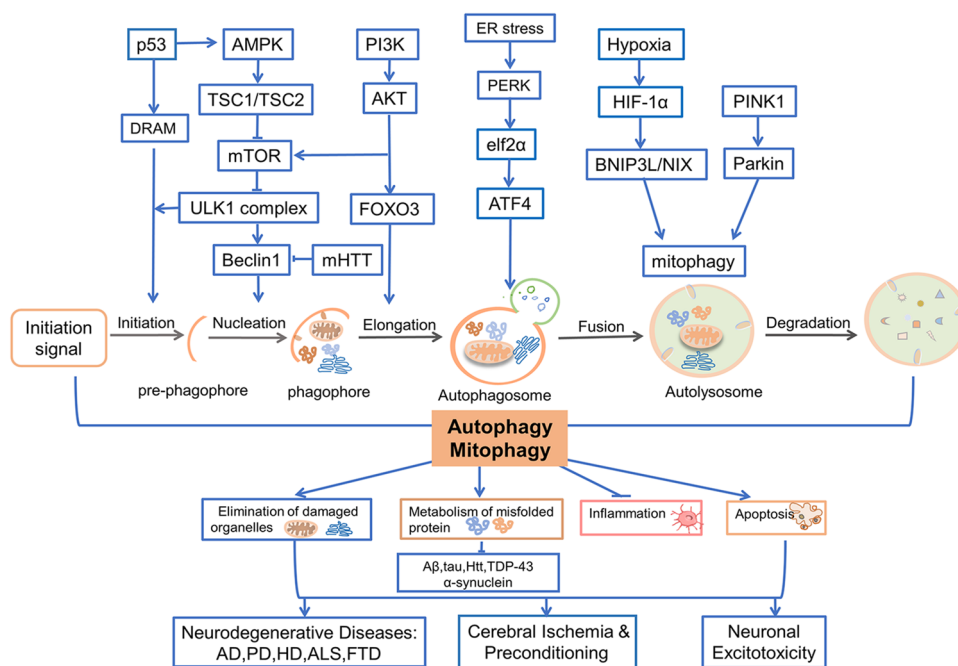 ER stress
p53
AMPK
PI3K
Hypoxia
PERK
TSC1/TSC2
AKT
HIF-1α
PINK1
DRAM
elf2α
mTOR
BNIP3L/NIX
Parkin
ULK1 complex
FOXO3
ATF4
Beclin1
mHTT
mitophagy
Initiation
signal
Initiation
Nucleation
Elongation
Fusion
Degradation
pre-phagophore
phagophore
Autophagosome
Autolysosome
Autophagy
Mitophagy
Elimination of damaged
organelles
Metabolism of misfolded
protein
Inflammation
Apoptosis
Aβ,tau,Htt,TDP-43
α-synuclein
Neurodegenerative Diseases:
AD,PD,HD,ALS,FTD
Cerebral Ischemia &
Preconditioning
Neuronal
Excitotoxicity